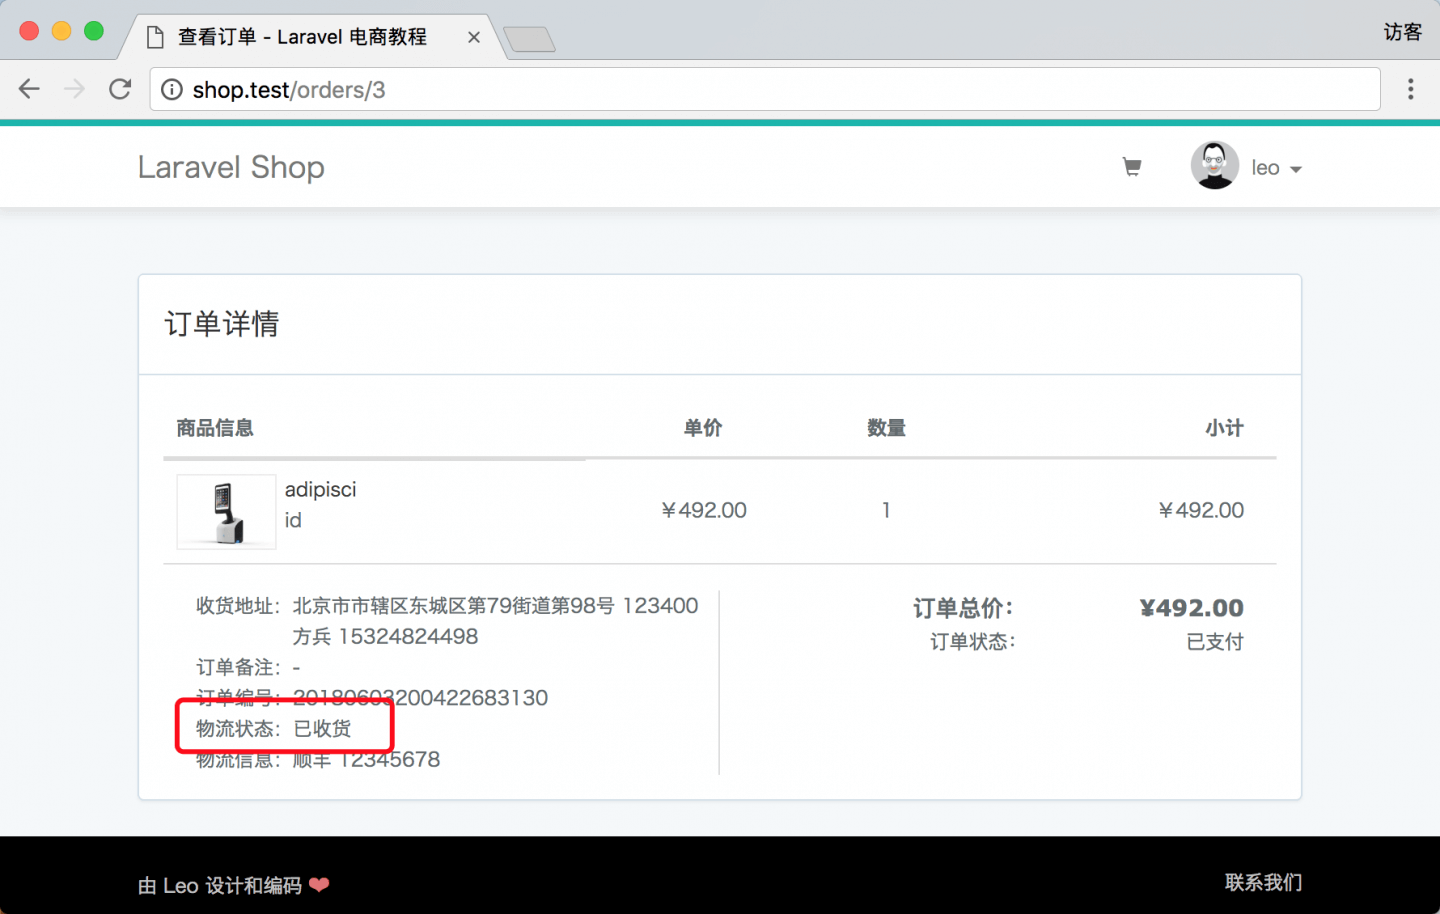 查看订单 - Laravel 电商教程
访客
shop.test/orders/3
Laravel Shop
leo
订单详情
商品信息 单价 数量 小计
adipisci
id
¥492.00 1 ¥492.00
收货地址： 北京市市辖区东城区第79街道第98号 123400
方兵 15324824498
订单备注： -
订单编号： 20180603200422683130
物流状态： 已收货
物流信息： 顺丰 12345678
订单总价： ¥492.00
订单状态： 已支付
由 Leo 设计和编码 ❤
联系我们